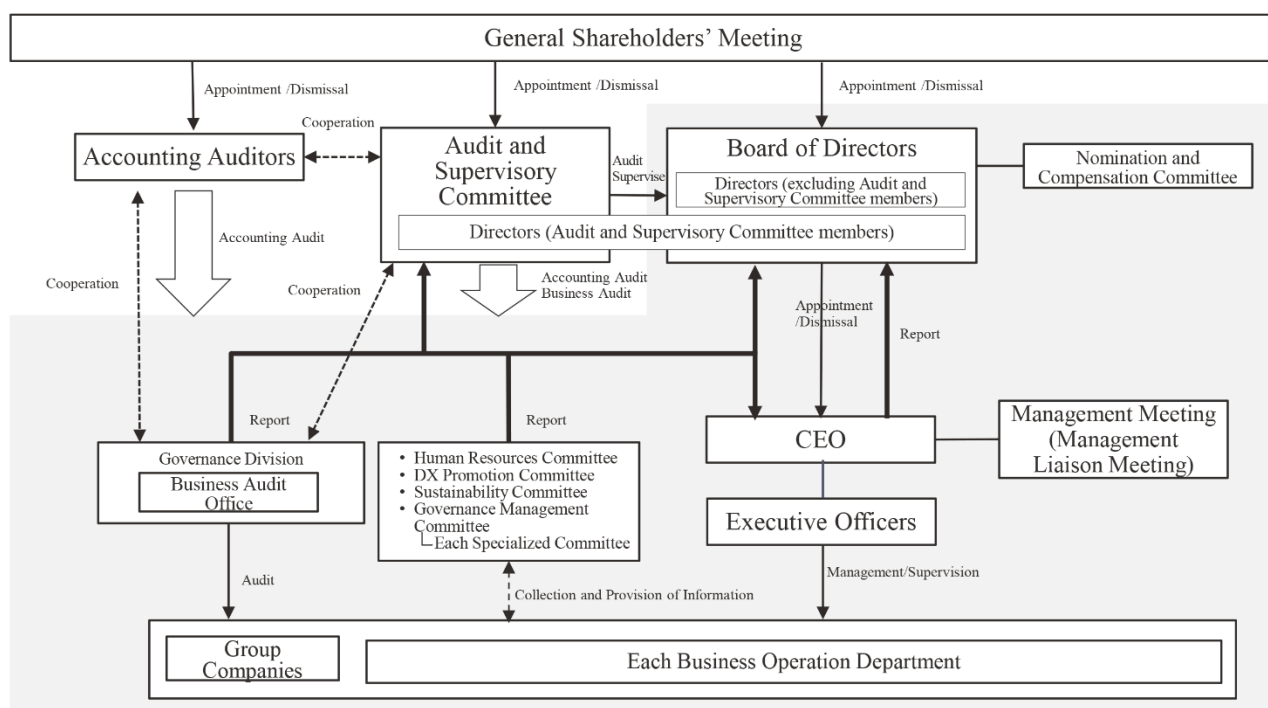 General Shareholders' Meeting
Appointment /Dismissal
Appointment /Dismissal
Appointment /Dismissal
Cooperation
Accounting Auditors
Audit and
Supervisory
Committee
Audit
Supervise
Board of Directors
Directors (excluding Audit and
Supervisory Committee members)
Nomination and
Compensation Committee
Directors (Audit and Supervisory Committee members)
Accounting Audit
Cooperation
Cooperation
Accounting Audit
Business Audit
Appointment
/Dismissal
Report
Report
Report
Governance Division
Business Audit
Office
• Human Resources Committee
• DX Promotion Committee
• Sustainability Committee
• Governance Management
Committee
Each Specialized Committee
CEO
Management Meeting
(Management
Liaison Meeting)
Executive Officers
Audit
Collection and Provision of Information
Management/Supervision
Group
Companies
Each Business Operation Department